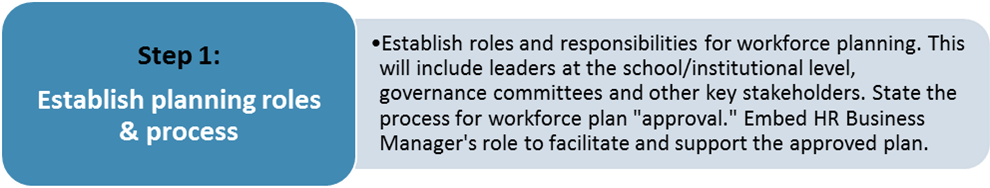 Step 1:
Establish planning roles
& process
•Establish roles and responsibilities for workforce planning. This
will include leaders at the school/institutional level,
governance committees and other key stakeholders. State the
process for workforce plan "approval." Embed HR Business
Manager's role to facilitate and support the approved plan.